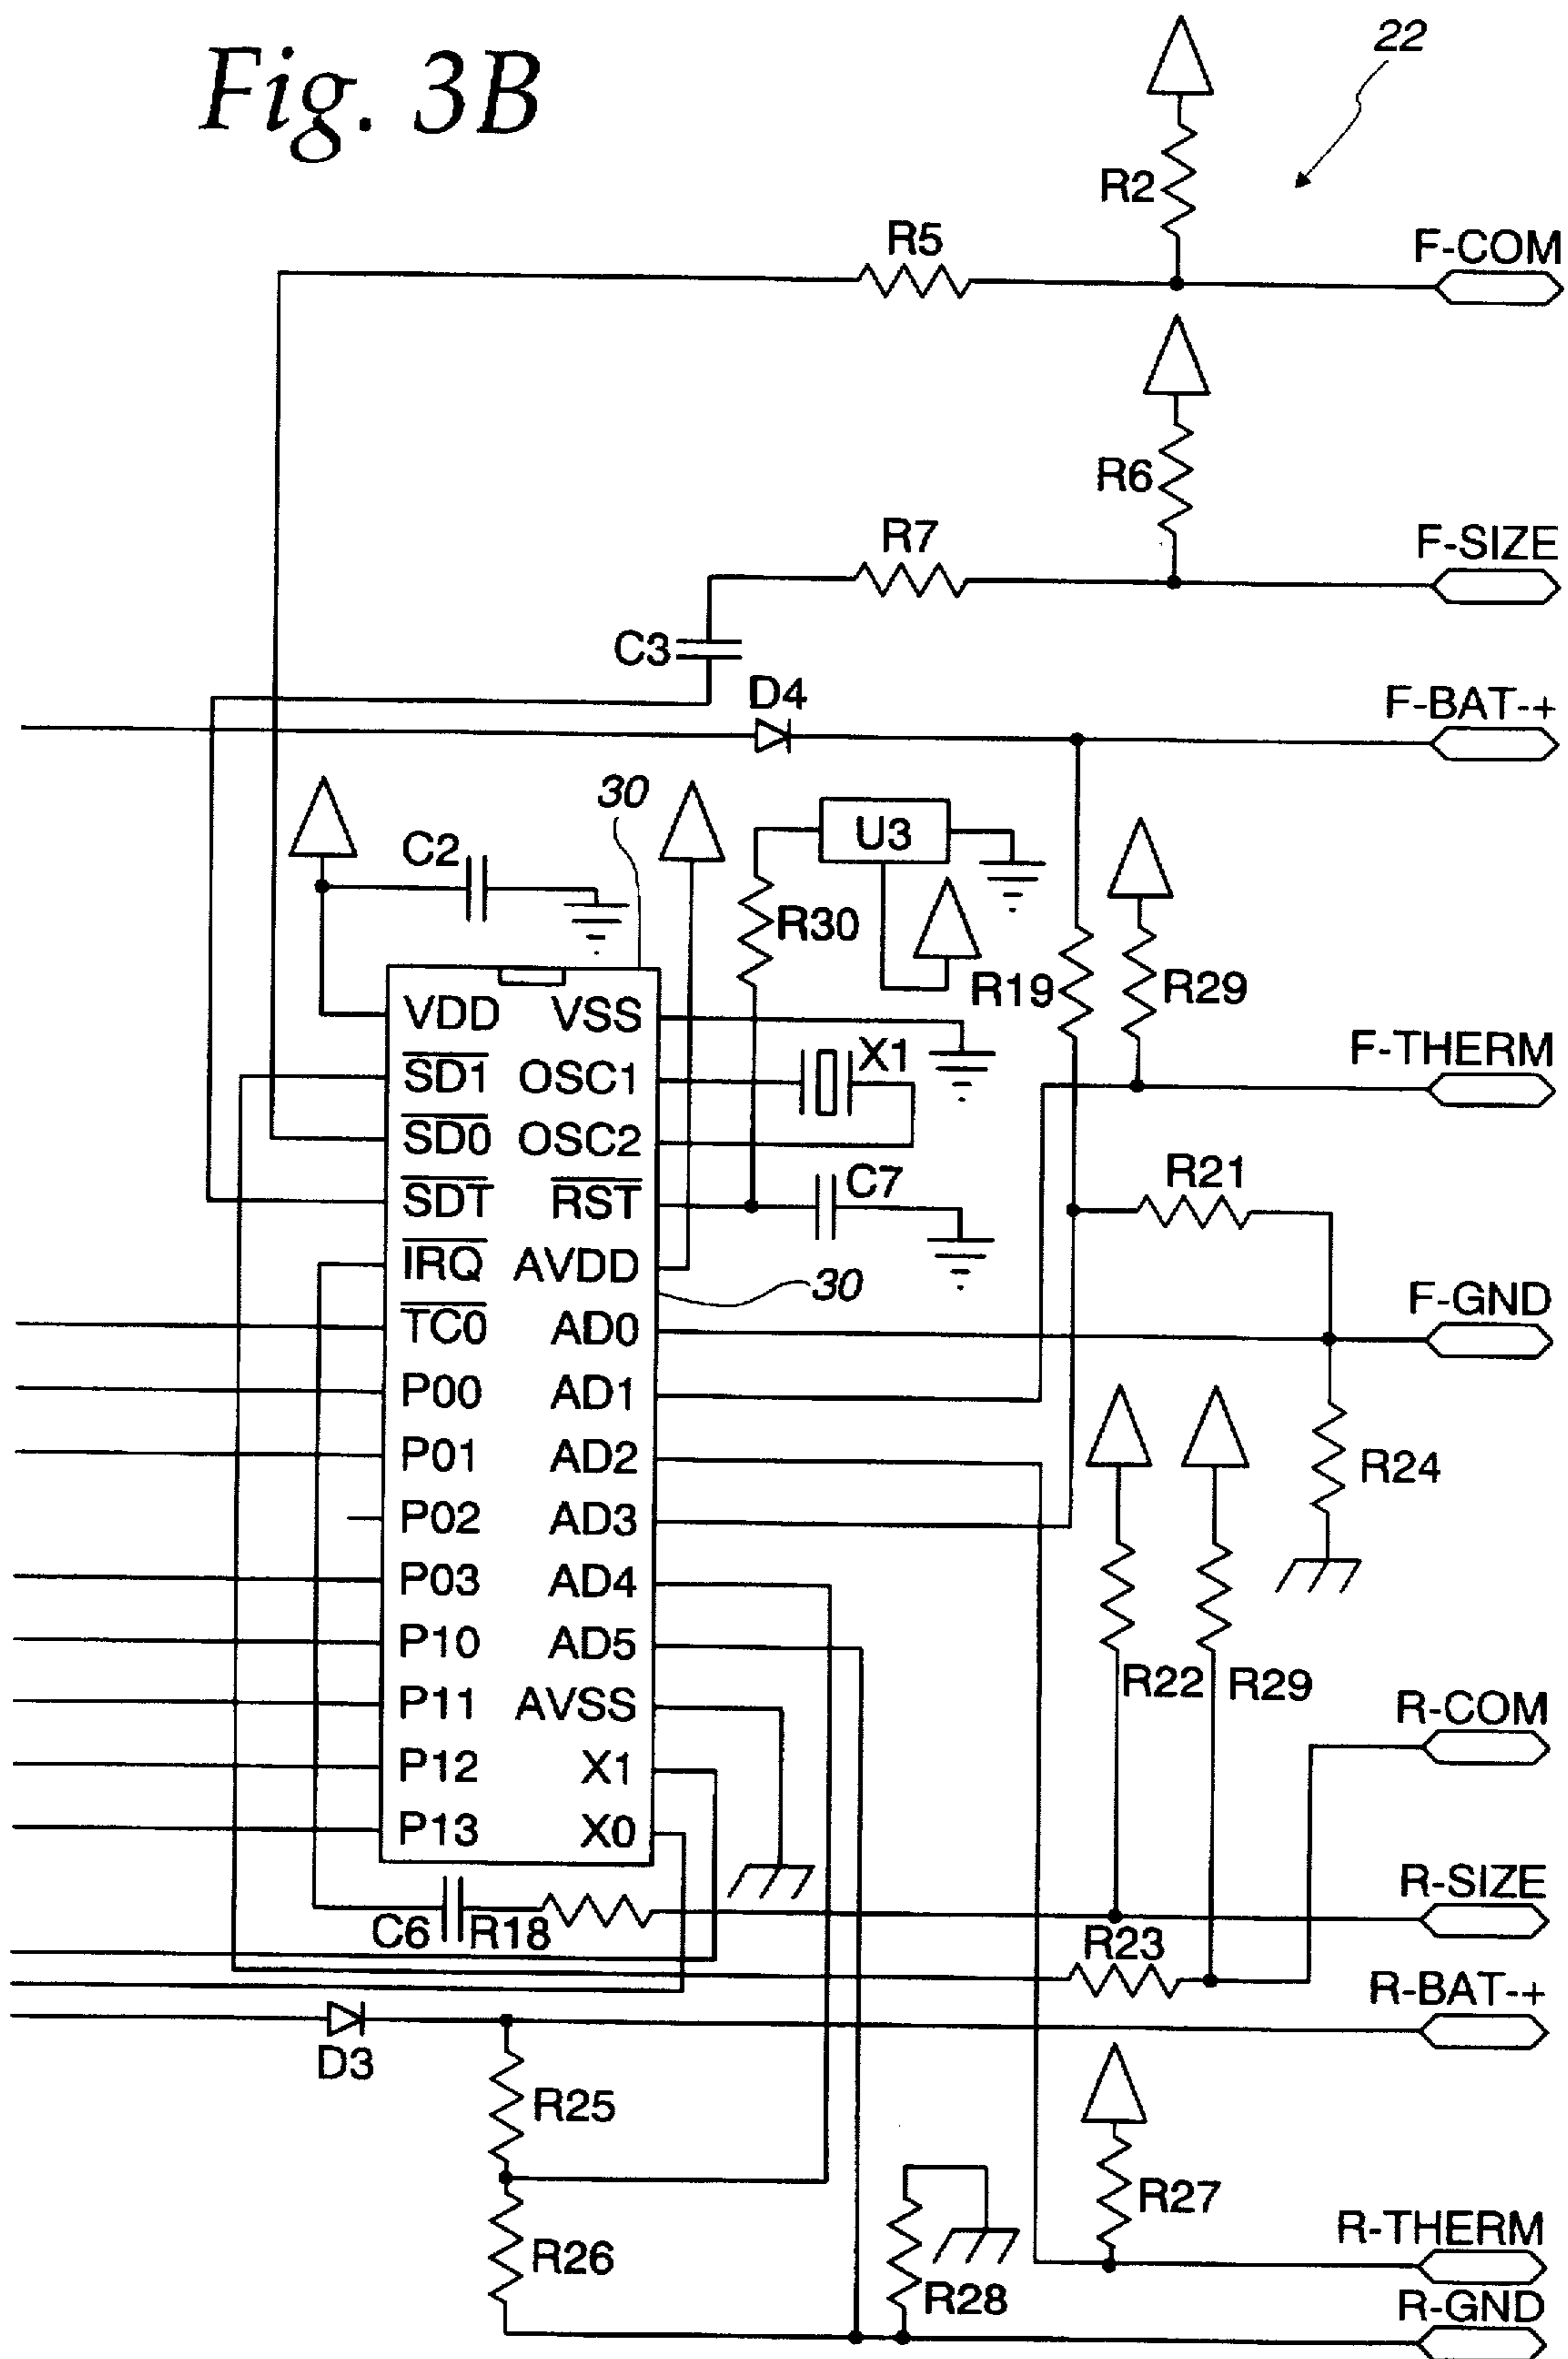 Fig. 3B
22
R2
R5
F-COM
R6
R7
F-SIZE
C3
D4
F-BAT-+
30
U3
C2
R30
R19
R29
VDD VSS
F-THERM
X1
SD1 OSC1
SD0 OSC2
R21
C7
SDT RST
IRQ AVDD
30
F-GND
TC0 AD0
P00 AD1
P01 AD2
R24
P02 AD3
P03 AD4
P10 AD5
R22 R29
P11 AVSS
R-COM
P12 X1
P13 X0
R-SIZE
C6 R18
R23
R-BAT-+
D3
R25
R27
R-THERM
R26
R28
R-GND